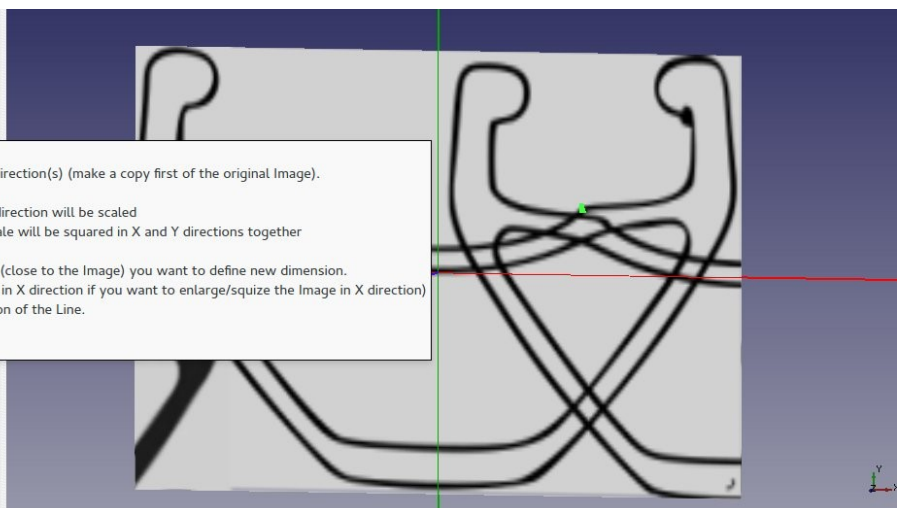 irection(s) (make a copy first of the original Image).
direction will be scaled
ale will be squared in X and Y directions together
(close to the Image) you want to define new dimension.
in X direction if you want to enlarge/squize the Image in X direction)
on of the Line.
Y
Z
X